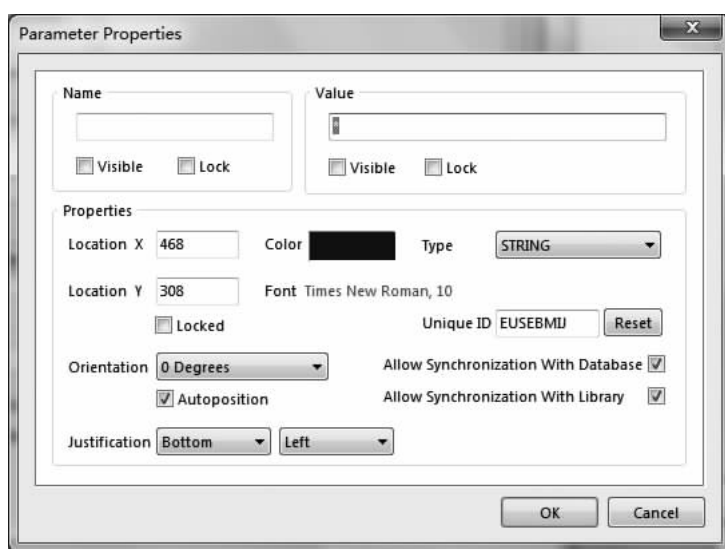 Parameter Properties
Name
Value
*
Visible Lock
Visible Lock
Properties
Location X 468 Color Type STRING
Location Y 308 Font Times New Roman, 10
Locked Unique ID EUSEBMIJ Reset
Orientation 0 Degrees Allow Synchronization With Database
Autoposition Allow Synchronization With Library
Justification Bottom Left
OK Cancel